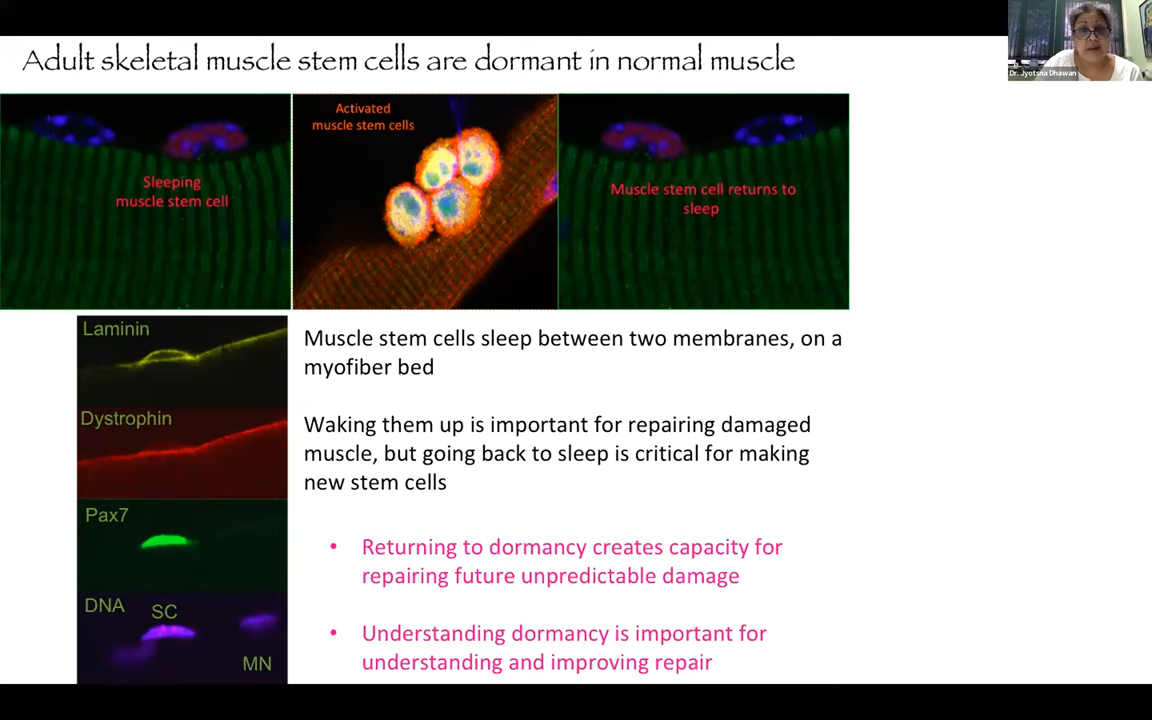 Adult skeletal muscle stem cells are dormant in normal muscle
Dr. Jyotsna Dhawan
Sleeping
muscle stem cell
Activated
muscle stem cells
Muscle stem cell returns to
sleep
Laminin
Dystrophin
Pax7
DNA
SC
MN
Muscle stem cells sleep between two membranes, on a
myofiber bed
Waking them up is important for repairing damaged
muscle, but going back to sleep is critical for making
new stem cells
• Returning to dormancy creates capacity for
repairing future unpredictable damage
• Understanding dormancy is important for
understanding and improving repair